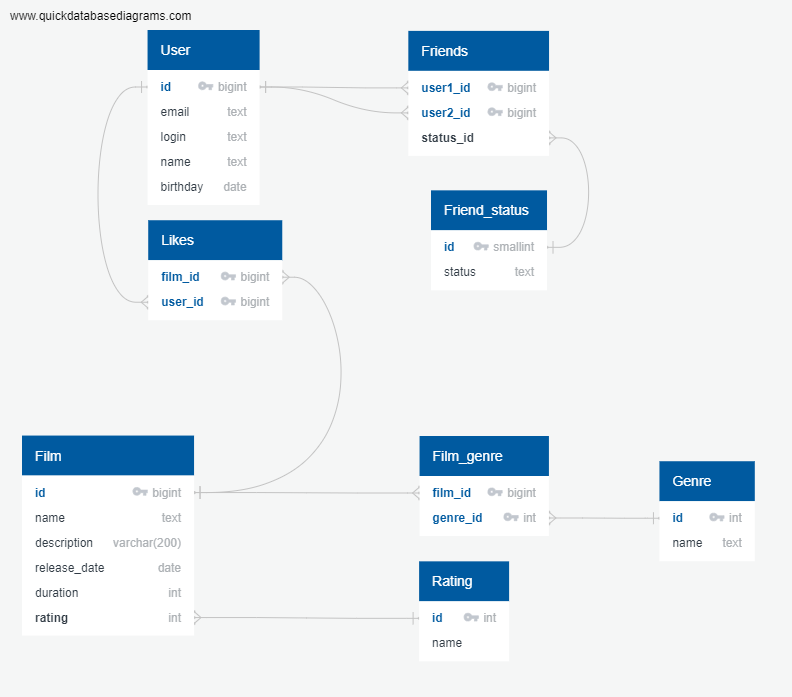 www.quickdatabasediagrams.com
User
id bigint
email text
login text
name text
birthday date
Friends
user1_id bigint
user2_id bigint
status_id
Friend_status
id smallint
status text
Likes
film_id bigint
user_id bigint
Film
id bigint
name text
description varchar(200)
release_date date
duration int
rating int
Film_genre
film_id bigint
genre_id int
Genre
id int
name text
Rating
id int
name